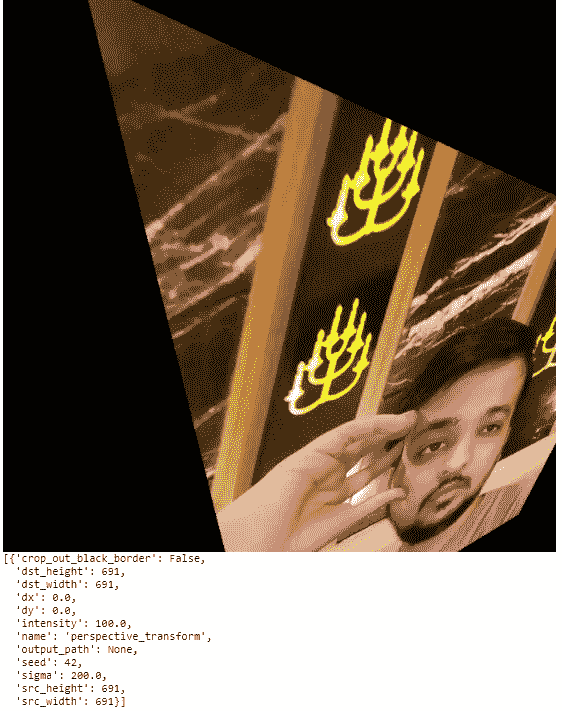 [{'crop_out_black_border': False,
'dst_height': 691,
'dst_width': 691,
'dx': 0.0,
'dy': 0.0,
'intensity': 100.0,
'name': 'perspective_transform',
'output_path': None,
'seed': 42,
'sigma': 200.0,
'src_height': 691,
'src_width': 691}]